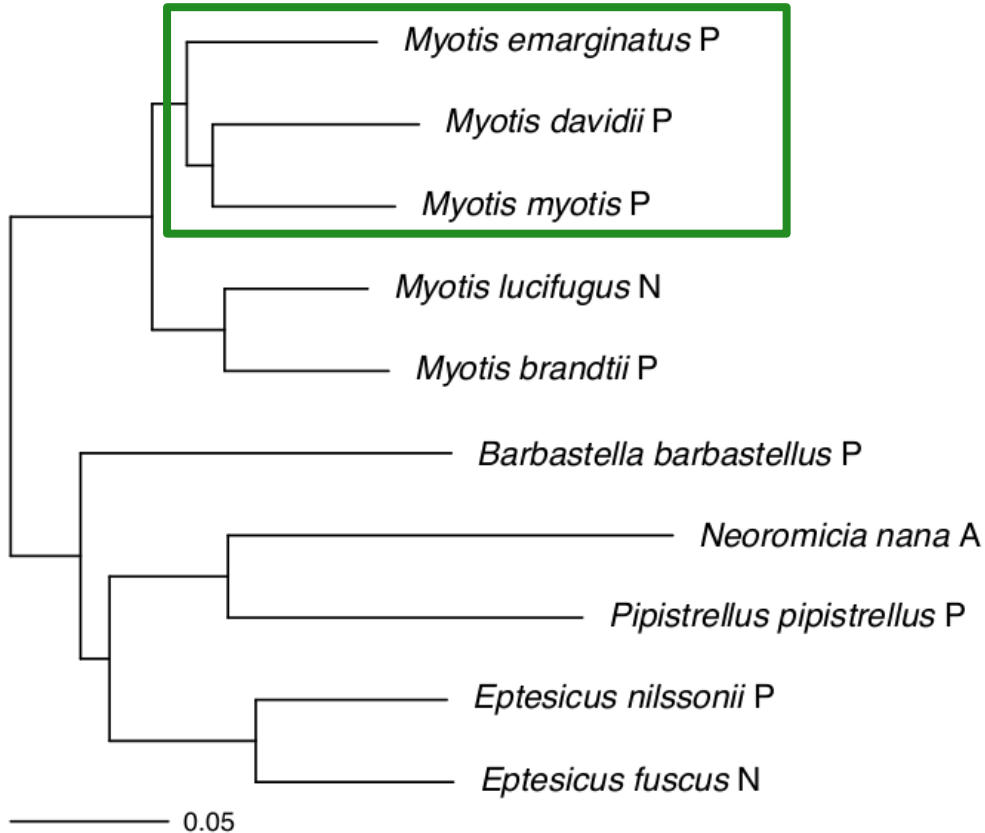 Myotis emarginatus P
Myotis davidii P
Myotis myotis P
Myotis lucifugus N
Myotis brandtii P
Barbastella barbastellus P
Neoromicia nana A
Pipistrellus pipistrellus P
Eptesicus nilssonii P
Eptesicus fuscus N
0.05